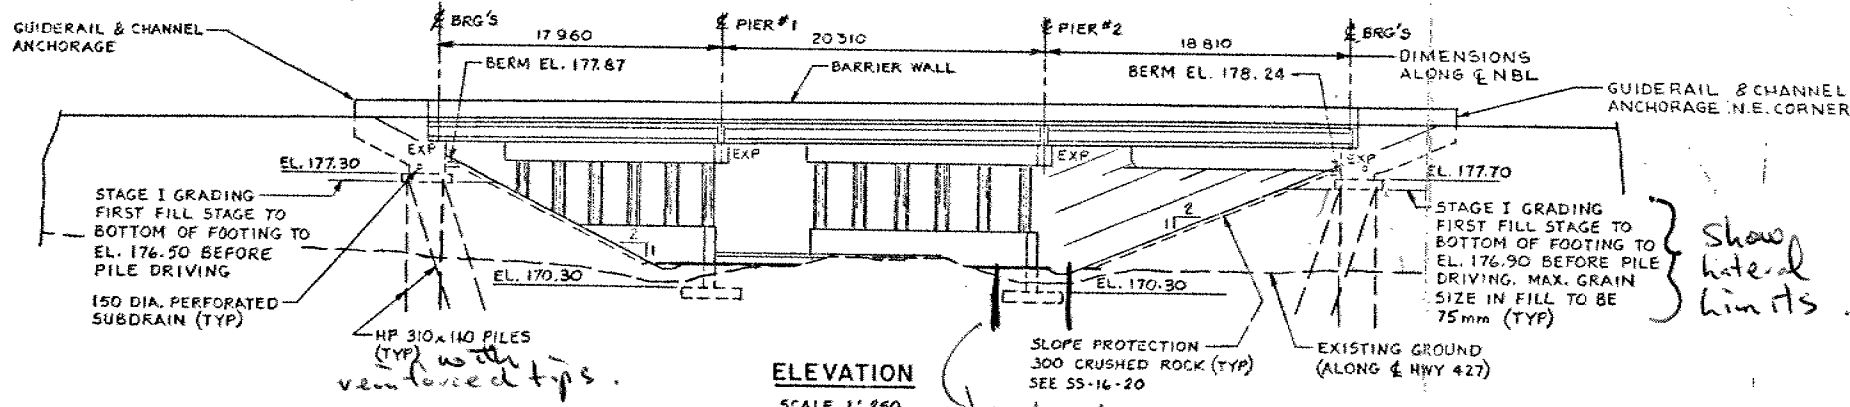 ℄ BRG'S
℄ PIER #1
℄ PIER #2
℄ BRG'S
GUIDERAIL & CHANNEL
ANCHORAGE
17 960
20 310
18 810
DIMENSIONS
ALONG ℄ NBL
BERM EL. 177.87
BARRIER WALL
BERM EL. 178.24
GUIDERAIL & CHANNEL
ANCHORAGE N.E. CORNER
EXP
EXP
EXP
EXP
EL. 177.30
EL. 177.70
STAGE I GRADING
FIRST FILL STAGE TO
BOTTOM OF FOOTING TO
EL. 176.50 BEFORE
PILE DRIVING
2
1
2
1
STAGE I GRADING
FIRST FILL STAGE TO
BOTTOM OF FOOTING TO
EL. 176.90 BEFORE PILE
DRIVING. MAX. GRAIN
SIZE IN FILL TO BE
75mm (TYP)
Show
lateral
limits.
EL. 170.30
EL. 170.30
150 DIA. PERFORATED
SUBDRAIN (TYP)
HP 310x110 PILES
(TYP) with
reinforced tips.
SLOPE PROTECTION
300 CRUSHED ROCK (TYP)
SEE SS-16-20
EXISTING GROUND
(ALONG ℄ HWY 427)
ELEVATION
SCALE 1:250